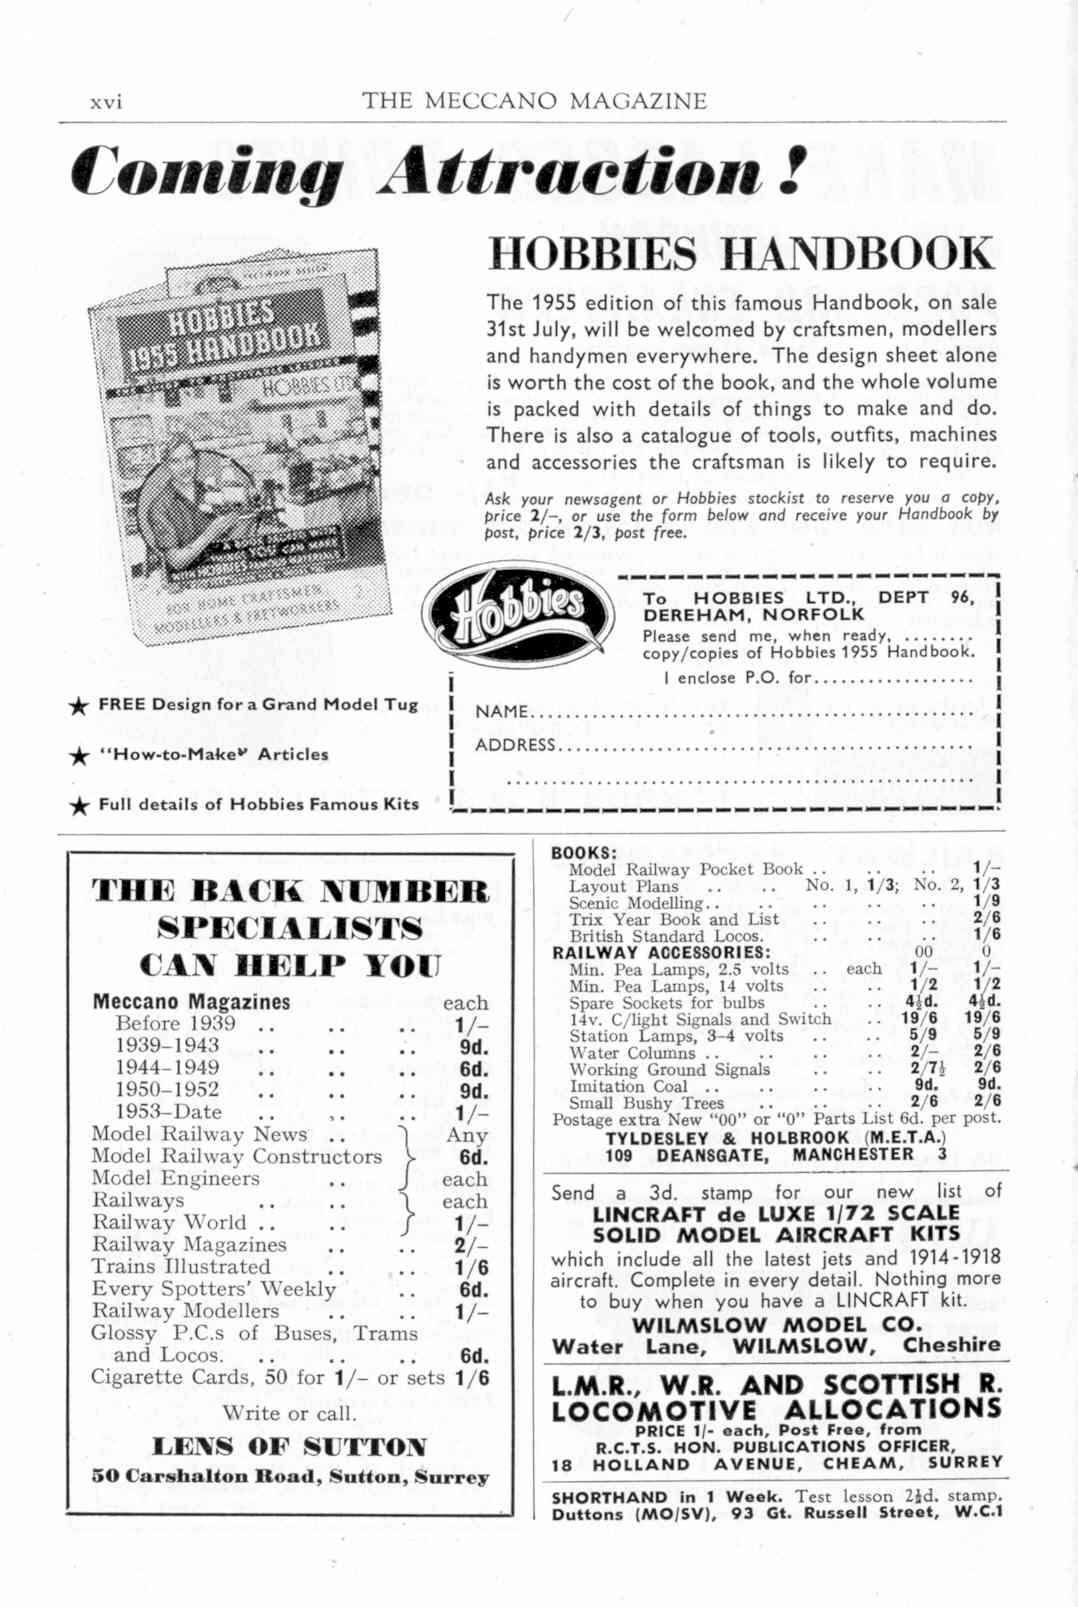 xvi
THE MECCANO MAGAZINE
Coming Attraction!
FRETWORK DESIGN
HOBBIES
1955 HANDBOOK
HOBBIES LTD
FOR HOME CRAFTSMEN
MODELLERS & FRETWORKERS
2/-
HOBBIES HANDBOOK
The 1955 edition of this famous Handbook, on sale
31st July, will be welcomed by craftsmen, modellers
and handymen everywhere. The design sheet alone
is worth the cost of the book, and the whole volume
is packed with details of things to make and do.
There is also a catalogue of tools, outfits, machines
and accessories the craftsman is likely to require.
Ask your newsagent or Hobbies stockist to reserve you a copy,
price 2/-, or use the form below and receive your Handbook by
post, price 2/3, post free.
Hobbies
To HOBBIES LTD., DEPT 96,
DEREHAM, NORFOLK
Please send me, when ready, ........
copy/copies of Hobbies 1955 Handbook.
I enclose P.O. for..................
NAME..................................................
ADDRESS...............................................
.....................................................
★ FREE Design for a Grand Model Tug
★ "How-to-Make" Articles
★ Full details of Hobbies Famous Kits
THE BACK NUMBER
SPECIALISTS
CAN HELP YOU
Meccano Magazines each
Before 1939 .. .. .. 1/-
1939-1943 .. .. .. 9d.
1944-1949 .. .. .. 6d.
1950-1952 .. .. .. 9d.
1953-Date .. .. .. 1/-
Model Railway News .. } Any
Model Railway Constructors } 6d.
Model Engineers .. } each
Railways .. .. } each
Railway World .. .. } 1/-
Railway Magazines .. .. 2/-
Trains Illustrated .. .. 1/6
Every Spotters' Weekly .. 6d.
Railway Modellers .. .. 1/-
Glossy P.C.s of Buses, Trams
and Locos. .. .. .. 6d.
Cigarette Cards, 50 for 1/- or sets 1/6
Write or call.
LENS OF SUTTON
50 Carshalton Road, Sutton, Surrey
BOOKS:
Model Railway Pocket Book .. .. .. 1/-
Layout Plans .. .. No. 1, 1/3; No. 2, 1/3
Scenic Modelling.. .. .. .. .. 1/9
Trix Year Book and List .. .. .. 2/6
British Standard Locos. .. .. .. 1/6
RAILWAY ACCESSORIES: 00 0
Min. Pea Lamps, 2.5 volts .. each 1/- 1/-
Min. Pea Lamps, 14 volts .. .. 1/2 1/2
Spare Sockets for bulbs .. .. 4½d. 4½d.
14v. C/light Signals and Switch .. 19/6 19/6
Station Lamps, 3-4 volts .. .. 5/9 5/9
Water Columns .. .. .. .. 2/- 2/6
Working Ground Signals .. .. 2/7½ 2/6
Imitation Coal .. .. .. .. 9d. 9d.
Small Bushy Trees .. .. .. 2/6 2/6
Postage extra New "00" or "0" Parts List 6d. per post.
TYLDESLEY & HOLBROOK (M.E.T.A.)
109 DEANSGATE, MANCHESTER 3
Send a 3d. stamp for our new list of
LINCRAFT de LUXE 1/72 SCALE
SOLID MODEL AIRCRAFT KITS
which include all the latest jets and 1914-1918
aircraft. Complete in every detail. Nothing more
to buy when you have a LINCRAFT kit.
WILMSLOW MODEL CO.
Water Lane, WILMSLOW, Cheshire
L.M.R., W.R. AND SCOTTISH R.
LOCOMOTIVE ALLOCATIONS
PRICE 1/- each, Post Free, from
R.C.T.S. HON. PUBLICATIONS OFFICER,
18 HOLLAND AVENUE, CHEAM, SURREY
SHORTHAND in 1 Week. Test lesson 2½d. stamp.
Duttons (MO/SV), 93 Gt. Russell Street, W.C.1